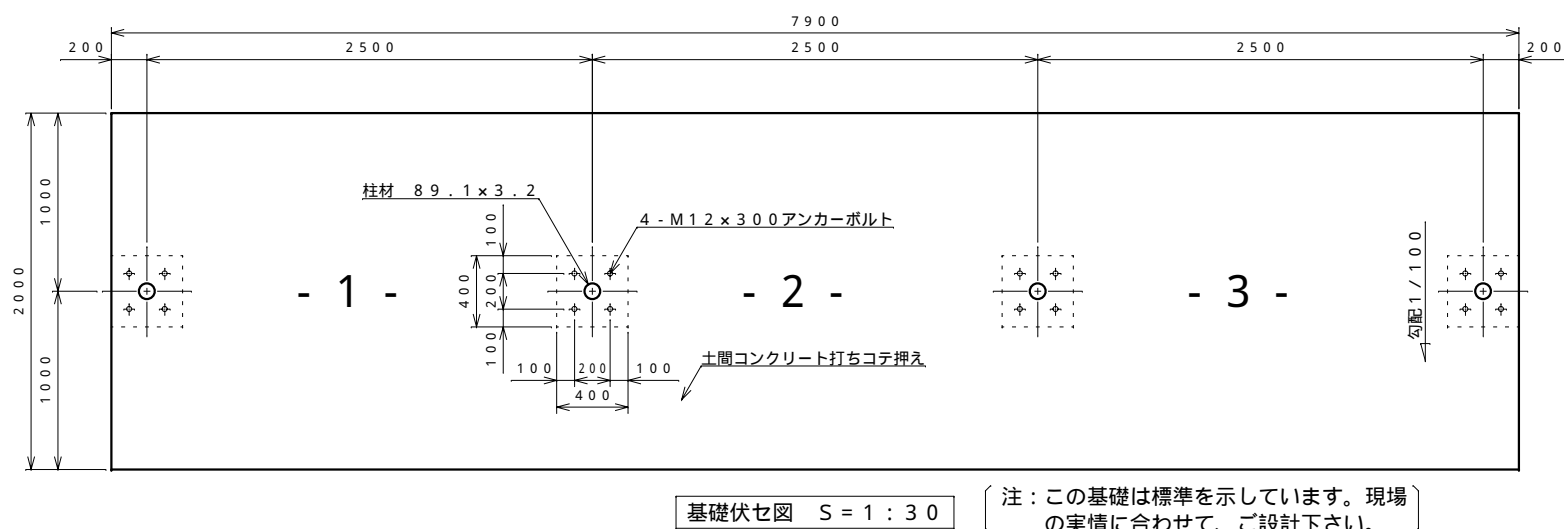 7900
200
2500
2500
2500
200
2000
1000
1000
柱材 89.1×3.2
4-M12×300アンカーボルト
100
400
200
100
-1-
-2-
-3-
勾配1/100
土間コンクリート打ちコテ押え
100
200
100
400
基礎伏セ図 S=1:30
注:この基礎は標準を示しています。現場
の実情に合わせて、ご設計下さい。